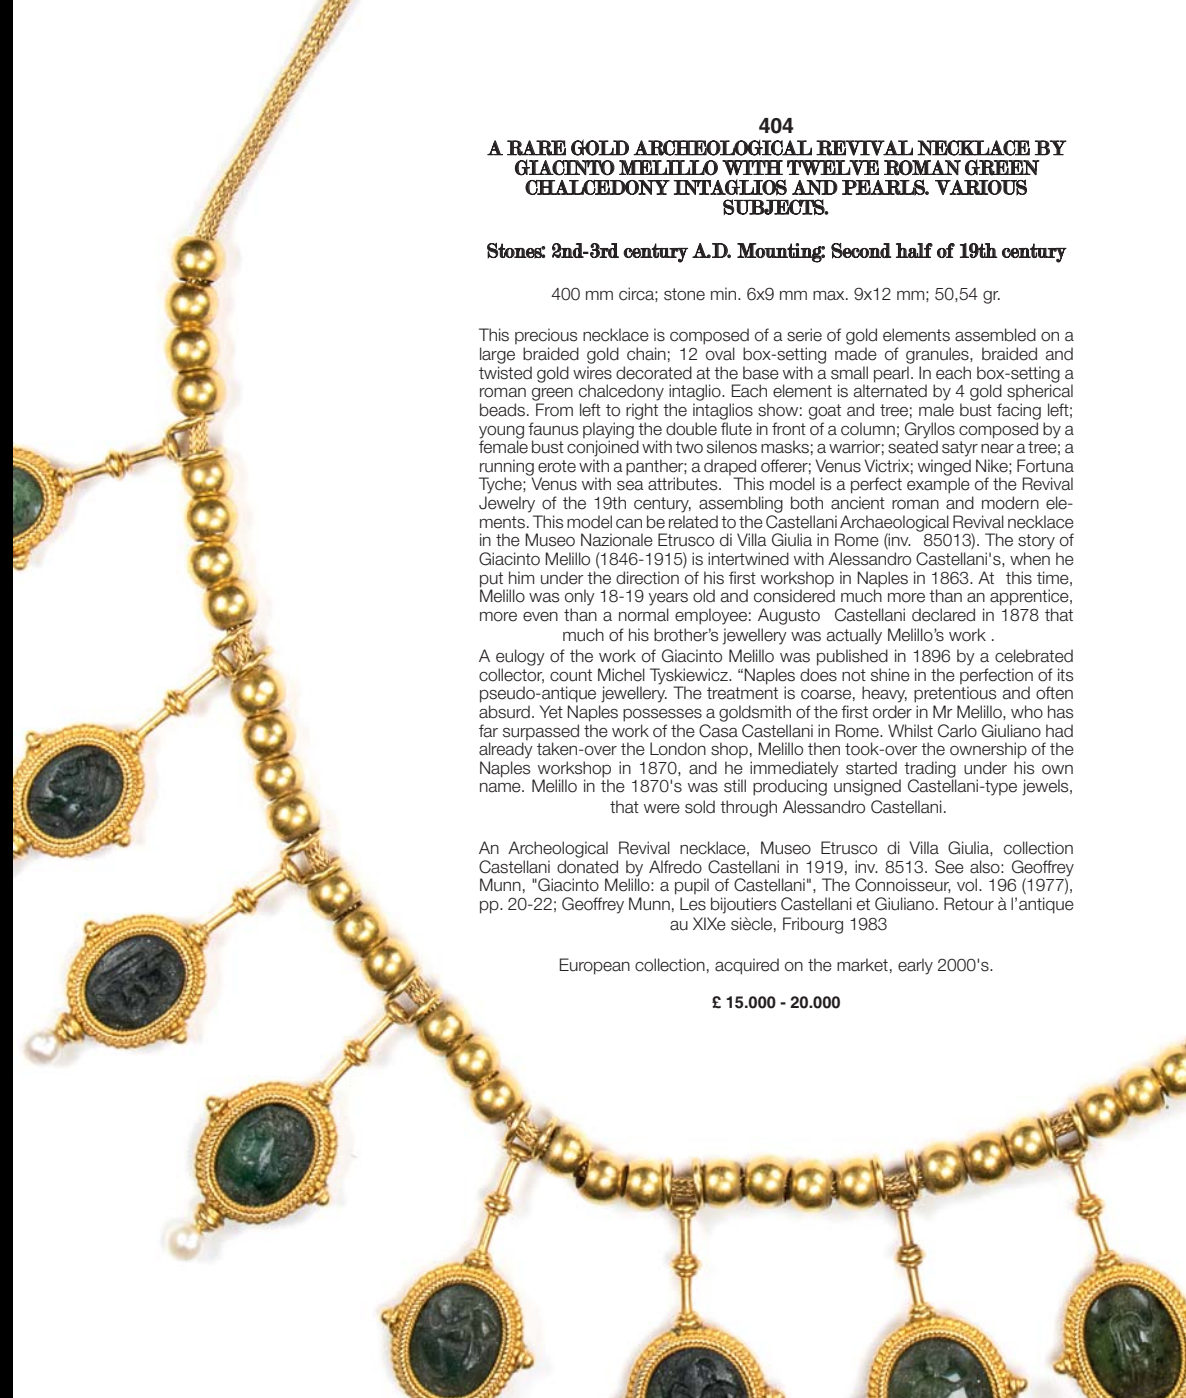 404
A RARE GOLD ARCHEOLOGICAL REVIVAL NECKLACE BY
GIACINTO MELILLO WITH TWELVE ROMAN GREEN
CHALCEDONY INTAGLIOS AND PEARLS. VARIOUS
SUBJECTS.
Stones: 2nd-3rd century A.D. Mounting: Second half of 19th century
400 mm circa; stone min. 6x9 mm max. 9x12 mm; 50,54 gr.
This precious necklace is composed of a serie of gold elements assembled on a
large braided gold chain; 12 oval box-setting made of granules, braided and
twisted gold wires decorated at the base with a small pearl. In each box-setting a
roman green chalcedony intaglio. Each element is alternated by 4 gold spherical
beads. From left to right the intaglios show: goat and tree; male bust facing left;
young faunus playing the double flute in front of a column; Gryllos composed by a
female bust conjoined with two silenos masks; a warrior; seated satyr near a tree; a
running erote with a panther; a draped offerer; Venus Victrix; winged Nike; Fortuna
Tyche; Venus with sea attributes. This model is a perfect example of the Revival
Jewelry of the 19th century, assembling both ancient roman and modern ele-
ments. This model can be related to the Castellani Archaeological Revival necklace
in the Museo Nazionale Etrusco di Villa Giulia in Rome (inv. 85013). The story of
Giacinto Melillo (1846-1915) is intertwined with Alessandro Castellani's, when he
put him under the direction of his first workshop in Naples in 1863. At this time,
Melillo was only 18-19 years old and considered much more than an apprentice,
more even than a normal employee: Augusto Castellani declared in 1878 that
much of his brother’s jewellery was actually Melillo’s work .
A eulogy of the work of Giacinto Melillo was published in 1896 by a celebrated
collector, count Michel Tyskiewicz. “Naples does not shine in the perfection of its
pseudo-antique jewellery. The treatment is coarse, heavy, pretentious and often
absurd. Yet Naples possesses a goldsmith of the first order in Mr Melillo, who has
far surpassed the work of the Casa Castellani in Rome. Whilst Carlo Giuliano had
already taken-over the London shop, Melillo then took-over the ownership of the
Naples workshop in 1870, and he immediately started trading under his own
name. Melillo in the 1870's was still producing unsigned Castellani-type jewels,
that were sold through Alessandro Castellani.
An Archeological Revival necklace, Museo Etrusco di Villa Giulia, collection
Castellani donated by Alfredo Castellani in 1919, inv. 8513. See also: Geoffrey
Munn, "Giacinto Melillo: a pupil of Castellani", The Connoisseur, vol. 196 (1977),
pp. 20-22; Geoffrey Munn, Les bijoutiers Castellani et Giuliano. Retour à l’antique
au XIXe siècle, Fribourg 1983
European collection, acquired on the market, early 2000's.
£ 15.000 - 20.000